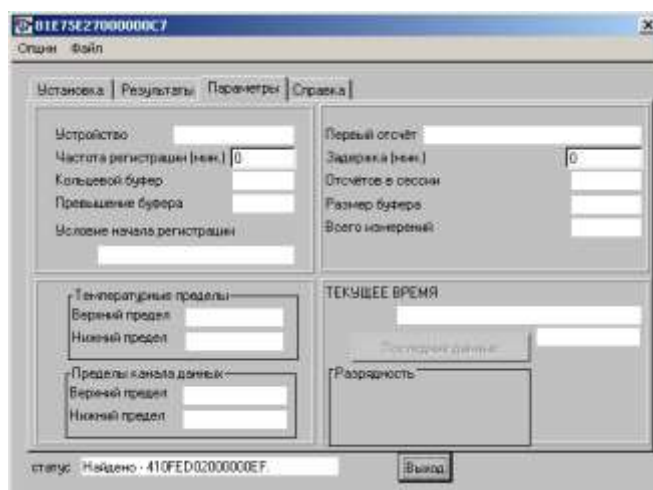 81E75E27000000C7
Опции Файл
Установка Результаты Параметры Справка
Устройство
Частота регистрации (мин.) 0
Кольцевой буфер
Превышение буфера
Условие начала регистрации
Первый отсчёт
Задержка (мин.) 0
Отсчётов в сессии
Размер буфера
Всего измерений
Температурные пределы
Верхний предел
Нижний предел
Пределы канала данных
Верхний предел
Нижний предел
ТЕКУЩЕЕ ВРЕМЯ
Последние данные
Разрядность
статус Найдено - 410FED02000000EF.
Выход